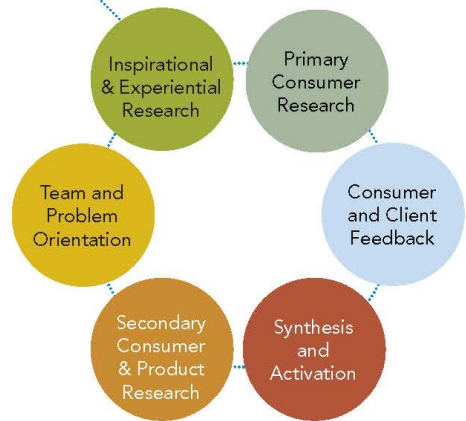 Inspirational
& Experiential
Research
Primary
Consumer
Research
Team and
Problem
Orientation
Consumer
and Client
Feedback
Secondary
Consumer
& Product
Research
Synthesis
and
Activation